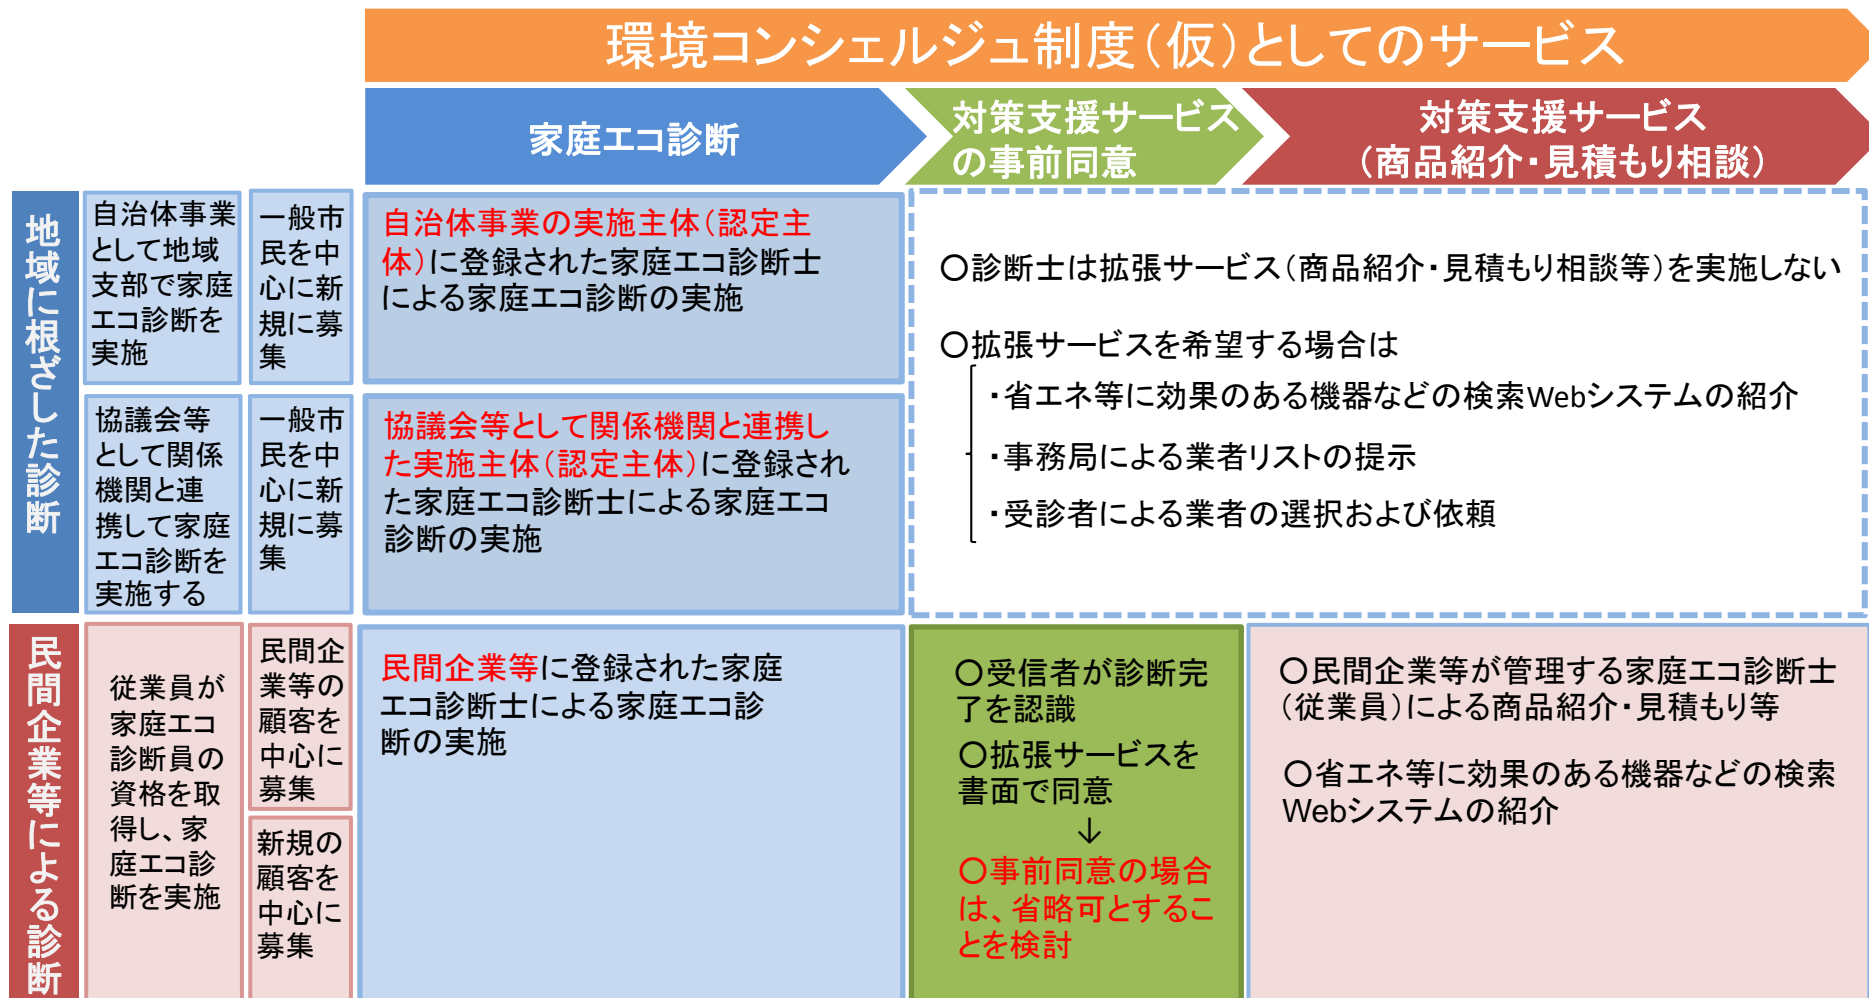 環境コンシェルジュ制度（仮）としてのサービス
家庭エコ診断
対策支援サービス
の事前同意
対策支援サービス
（商品紹介・見積もり相談）
地域に根ざした診断
自治体事業
として地域
支部で家庭
エコ診断を
実施
一般市
民を中
心に新
規に募
集
自治体事業の実施主体（認定主
体）に登録された家庭エコ診断士
による家庭エコ診断の実施
協議会等
として関係
機関と連
携して家庭
エコ診断を
実施する
一般市
民を中
心に新
規に募
集
協議会等として関係機関と連携し
た実施主体（認定主体）に登録され
た家庭エコ診断士による家庭エコ
診断の実施
〇診断士は拡張サービス（商品紹介・見積もり相談等）を実施しない
〇拡張サービスを希望する場合は
・省エネ等に効果のある機器などの検索Webシステムの紹介
・事務局による業者リストの提示
・受診者による業者の選択および依頼
民間企業等による診断
従業員が
家庭エコ
診断員の
資格を取
得し、家
庭エコ診
断を実施
民間企
業等の
顧客を
中心に
募集
新規の
顧客を
中心に
募集
民間企業等に登録された家庭
エコ診断士による家庭エコ診
断の実施
〇受信者が診断完
了を認識
〇拡張サービスを
書面で同意
↓
〇事前同意の場合
は、省略可とするこ
とを検討
〇民間企業等が管理する家庭エコ診断士
（従業員）による商品紹介・見積もり等
〇省エネ等に効果のある機器などの検索
Webシステムの紹介